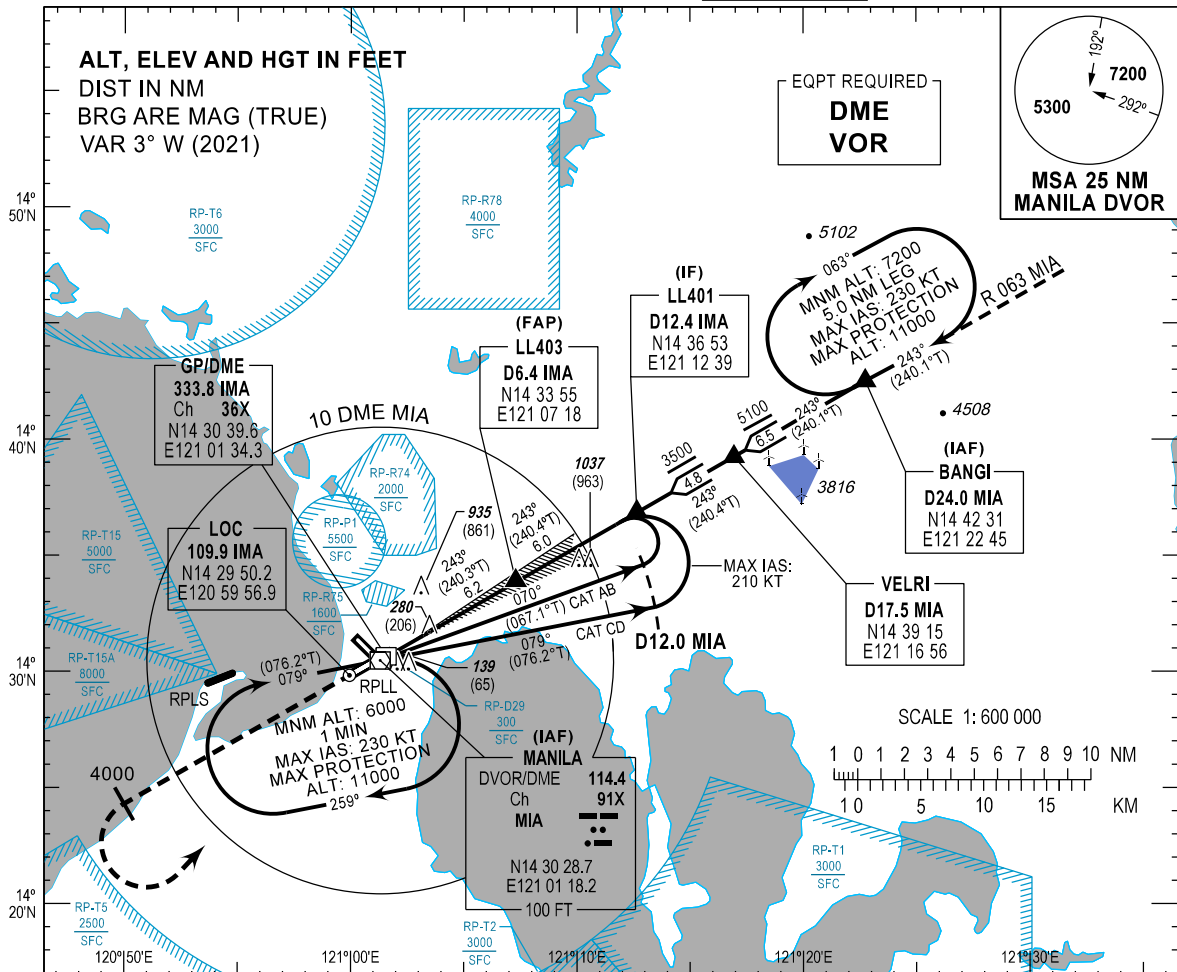 ALT, ELEV AND HGT IN FEET
DIST IN NM
BRG ARE MAG (TRUE)
VAR 3° W (2021)
EQPT REQUIRED
DME
VOR
192°
7200
5300
292°
MSA 25 NM
MANILA DVOR
14°
50'N
RP-T6
3000
SFC
RP-R78
4000
SFC
5102
063°
MNM ALT: 7200
5.0 NM LEG
MAX IAS: 230 KT
MAX PROTECTION
ALT: 11000
R 063 MIA
243°
(240.1°T)
(IF)
LL401
D12.4 IMA
N14 36 53
E121 12 39
(FAP)
LL403
D6.4 IMA
N14 33 55
E121 07 18
GP/DME
333.8 IMA
Ch 36X
N14 30 39.6
E121 01 34.3
10 DME MIA
14°
40'N
5100
6.5
243°
(240.1°T)
4508
3816
(IAF)
BANGI
D24.0 MIA
N14 42 31
E121 22 45
3500
4.8
243°
(240.4°T)
1037
(963)
RP-R74
2000
SFC
935
(861)
243°
(240.4°T)
6.0
RP-P1
5500
SFC
243°
(240.3°T)
6.2
LOC
109.9 IMA
N14 29 50.2
E120 59 56.9
RP-T15
5000
SFC
RP-R75
1600
SFC
280
(206)
070°
(067.1°T)
CAT AB
MAX IAS:
210 KT
VELRI
D17.5 MIA
N14 39 15
E121 16 56
CAT CD
079°
(076.2°T)
D12.0 MIA
14°
30'N
RP-T15A
8000
SFC
RPLS
(076.2°T)
079°
RPLL
139
(65)
RP-D29
300
SFC
MNM ALT: 6000
1 MIN
MAX IAS: 230 KT
MAX PROTECTION
ALT: 11000
259°
4000
(IAF)
MANILA
DVOR/DME 114.4
Ch 91X
MIA
N14 30 28.7
E121 01 18.2
100 FT
SCALE 1: 600 000
1 0 1 2 3 4 5 6 7 8 9 10 NM
1 0 5 10 15 KM
RP-T1
3000
SFC
14°
20'N
RP-T5
2500
SFC
RP-T2
3000
SFC
120°50'E
121°00'E
121°10'E
121°20'E
121°30'E